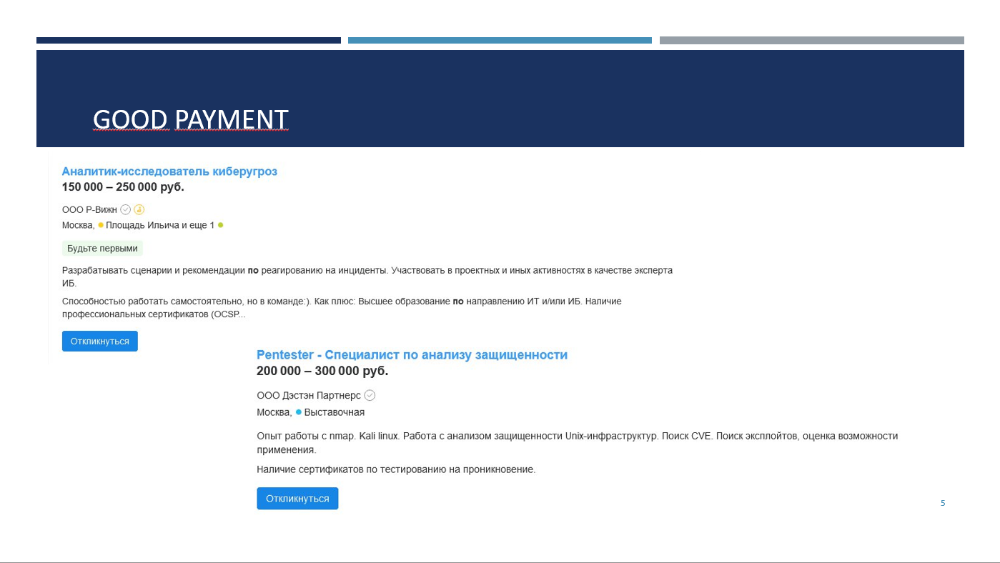 GOOD PAYMENT
Аналитик-исследователь киберугроз
150 000 – 250 000 руб.
ООО Р-Вижн
Москва, Площадь Ильича и еще 1
Будьте первыми
Разрабатывать сценарии и рекомендации по реагированию на инциденты. Участвовать в проектных и иных активностях в качестве эксперта
ИБ.
Способностью работать самостоятельно, но в команде:). Как плюс: Высшее образование по направлению ИТ и/или ИБ. Наличие
профессиональных сертификатов (OCSP...
Откликнуться
Pentester - Специалист по анализу защищенности
200 000 – 300 000 руб.
ООО Дэстэн Партнерс
Москва, Выставочная
Опыт работы с nmap. Kali linux. Работа с анализом защищенности Unix-инфраструктур. Поиск CVE. Поиск эксплойтов, оценка возможности
применения.
Наличие сертификатов по тестированию на проникновение.
Откликнуться
5